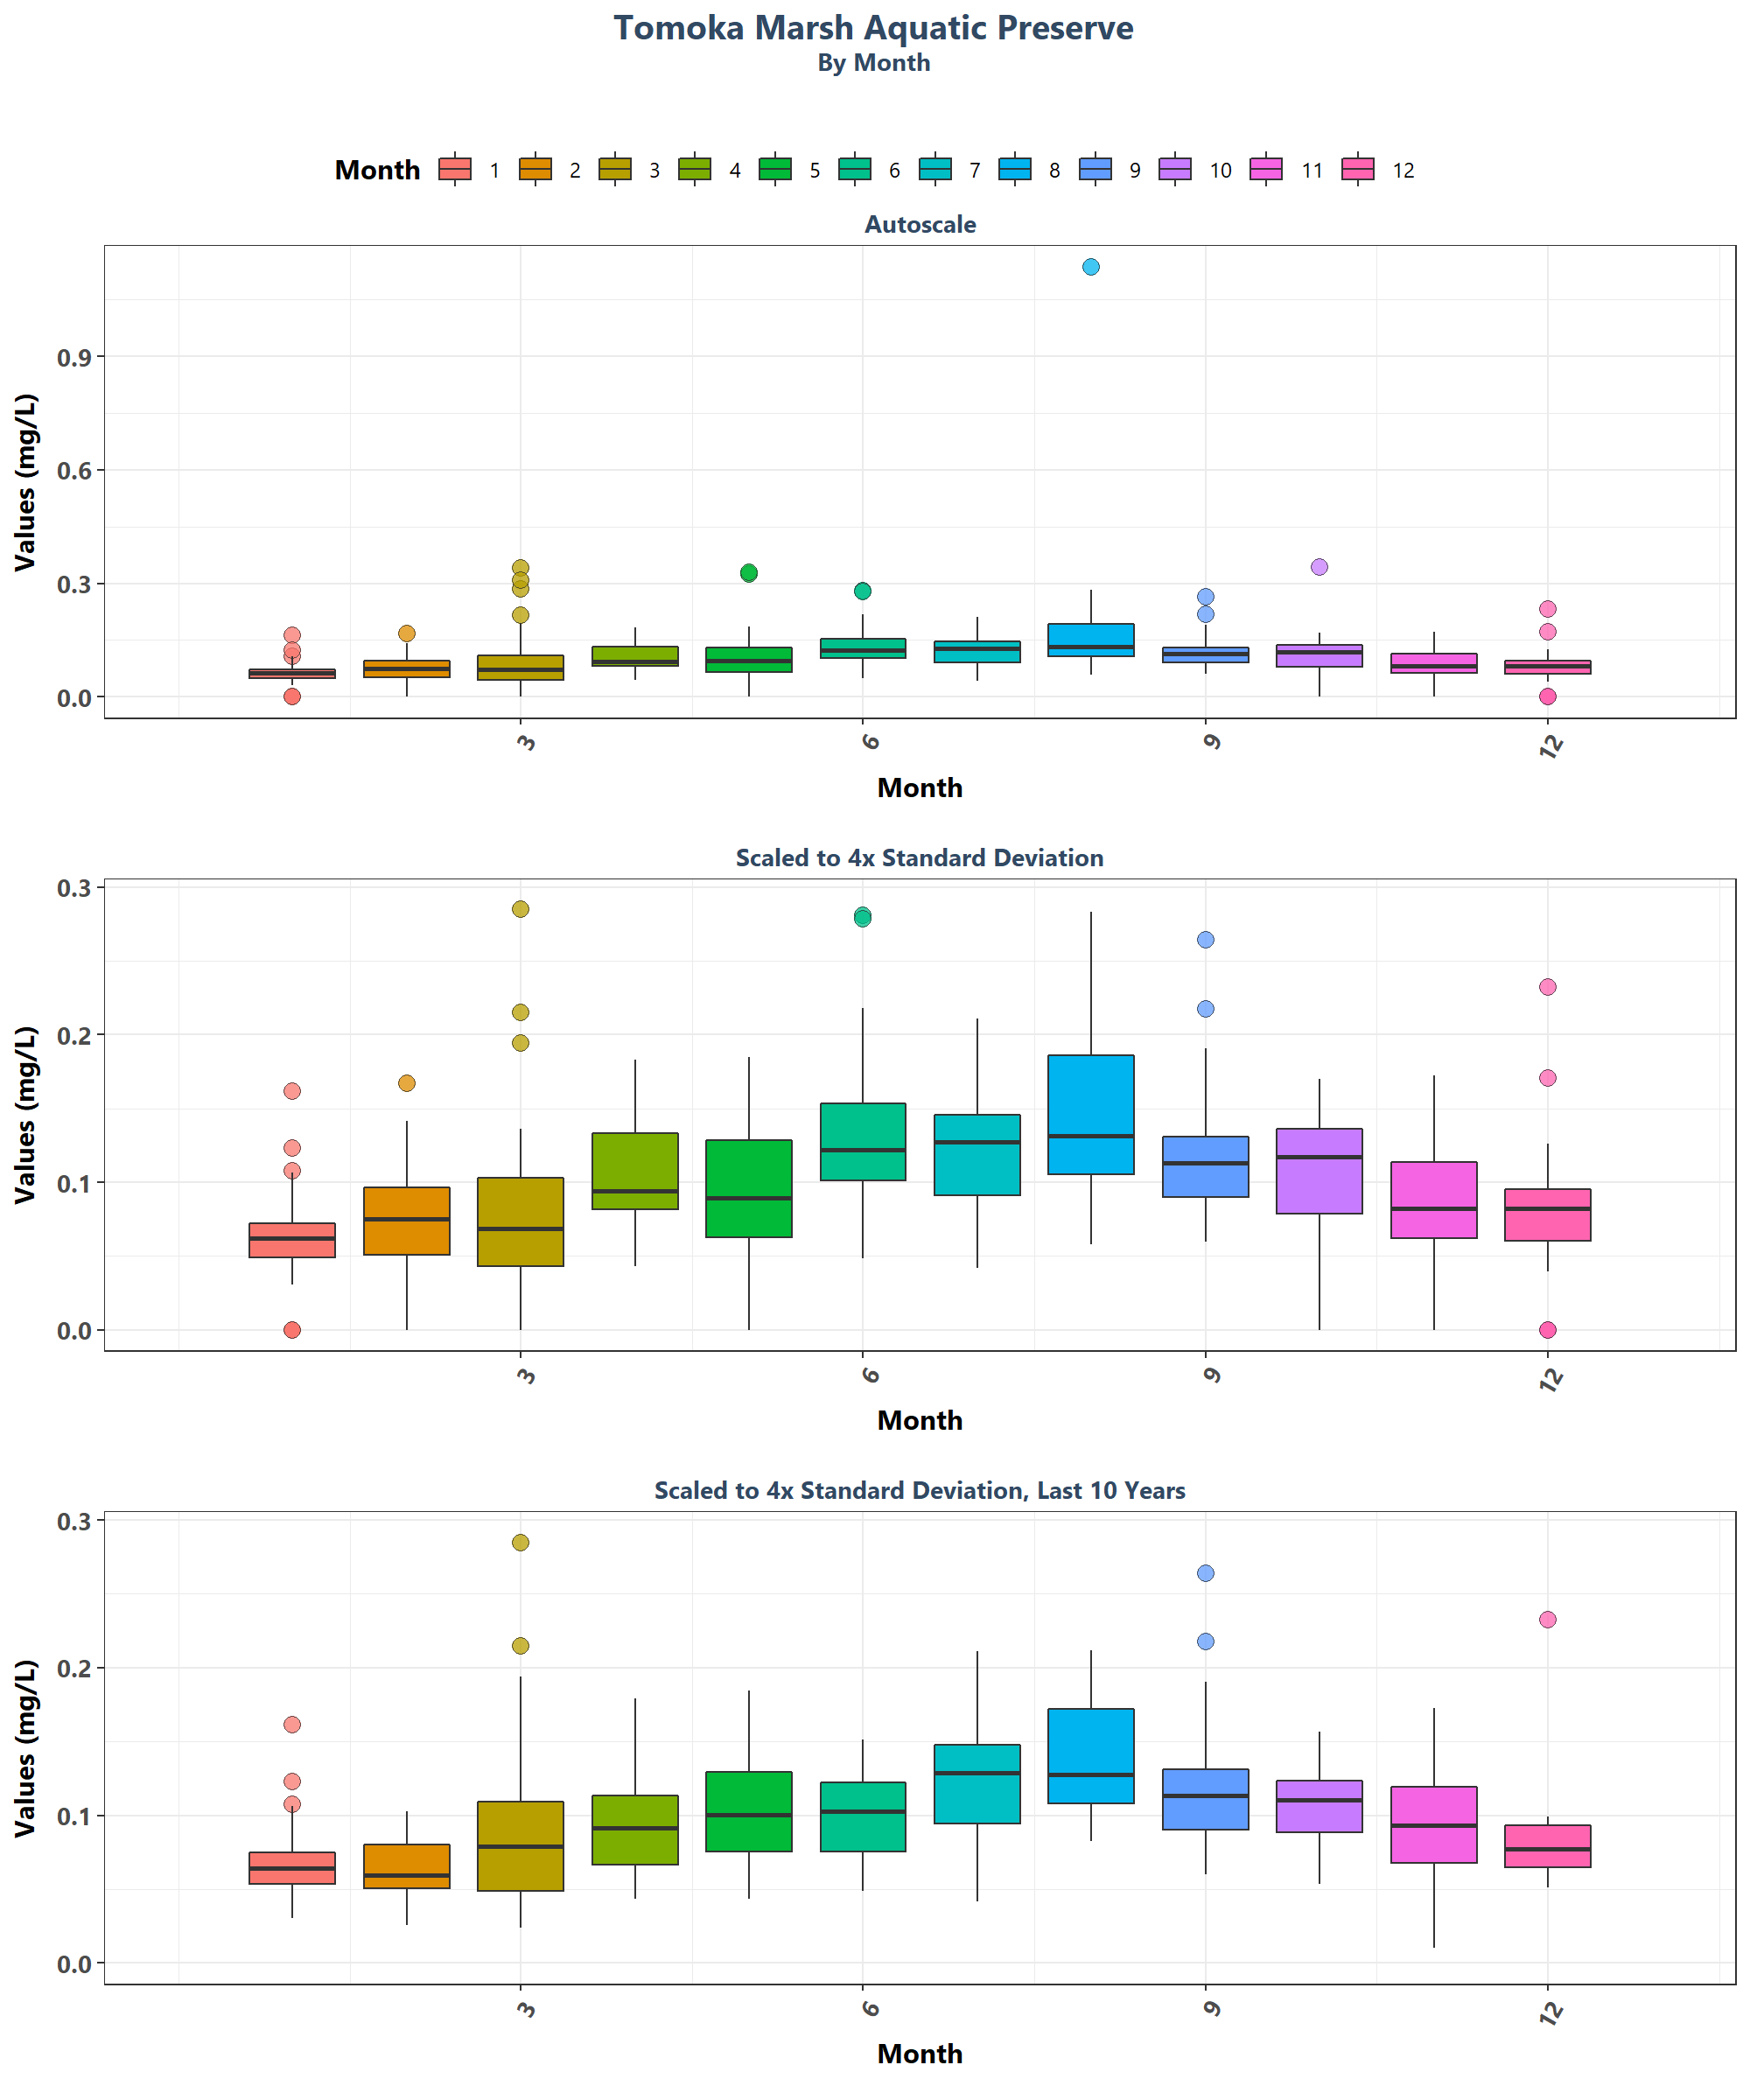 Tomoka Marsh Aquatic Preserve
By Month
Month 1 2 3 4 5 6 7 8 9 10 11 12
Autoscale
Values (mg/L)
0.9
0.6
0.3
0.0
3 6 9 12
Month
Scaled to 4x Standard Deviation
Values (mg/L)
0.3
0.2
0.1
0.0
3 6 9 12
Month
Scaled to 4x Standard Deviation, Last 10 Years
Values (mg/L)
0.3
0.2
0.1
0.0
3 6 9 12
Month